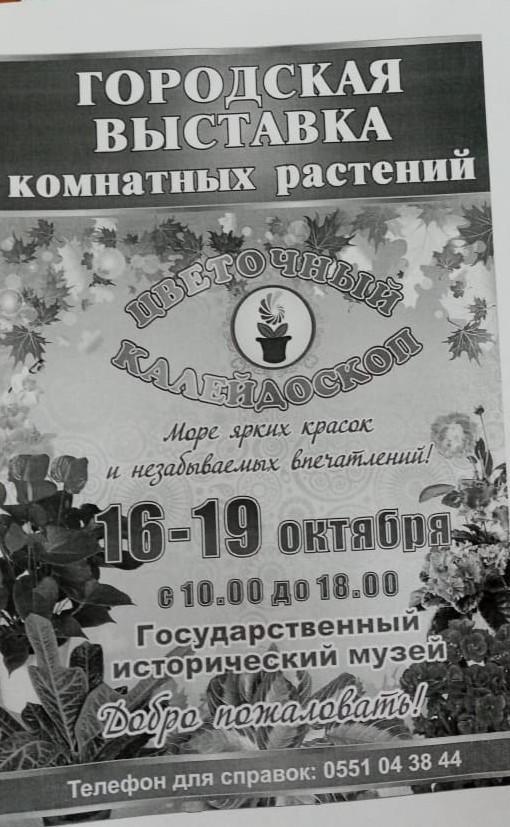 ГОРОДСКАЯ
ВЫСТАВКА
комнатных растений
ЦВЕТОЧНЫЙ
КАЛЕЙДОСКОП
Море ярких красок
и незабываемых впечатлений!
16-19 октября
с 10.00 до 18.00
Государственный
исторический музей
Добро пожаловать!
Телефон для справок: 0551 04 38 44